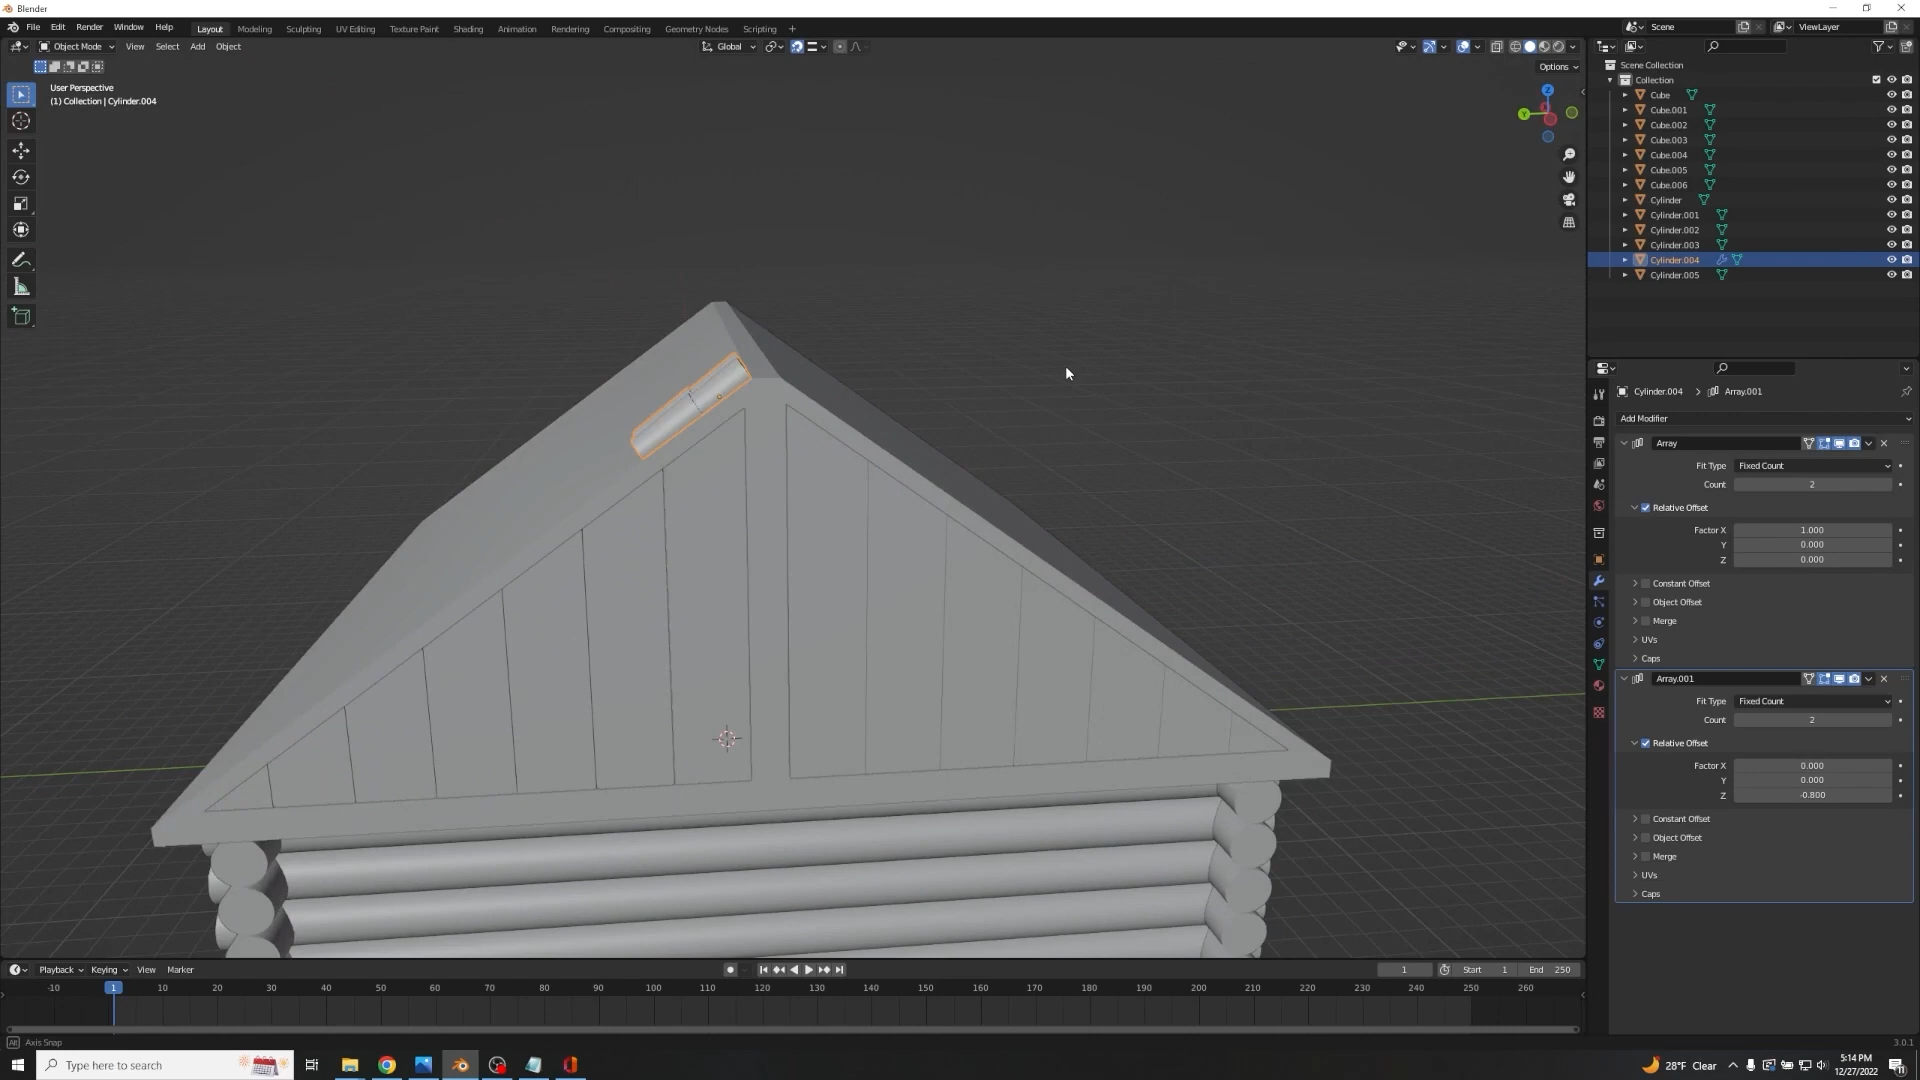 Blender
File Edit Render Window Help Layout Modeling Sculpting UV Editing Texture Paint Shading Animation Rendering Compositing Geometry Nodes Scripting + Scene ViewLayer
Object Mode View Select Add Object Global
Options
User Perspective
(1) Collection | Cylinder.004
Z
Y
Scene Collection
Collection
Cube
Cube.001
Cube.002
Cube.003
Cube.004
Cube.005
Cube.006
Cylinder
Cylinder.001
Cylinder.002
Cylinder.003
Cylinder.004
Cylinder.005
Cylinder.004 > Array.001
Add Modifier
Array
Fit Type Fixed Count
Count 2
Relative Offset
Factor X 1.000
Y 0.000
Z 0.000
Constant Offset
Object Offset
Merge
UVs
Caps
Array.001
Fit Type Fixed Count
Count 2
Relative Offset
Factor X 0.000
Y 0.000
Z -0.800
Constant Offset
Object Offset
Merge
UVs
Caps
Playback Keying View Marker 1 Start 1 End 250
-10 1 10 20 30 40 50 60 70 80 90 100 110 120 130 140 150 160 170 180 190 200 210 220 230 240 250 260
Alt Axis Snap 3.0.1
Type here to search 28°F Clear 5:14 PM
12/27/2022
11